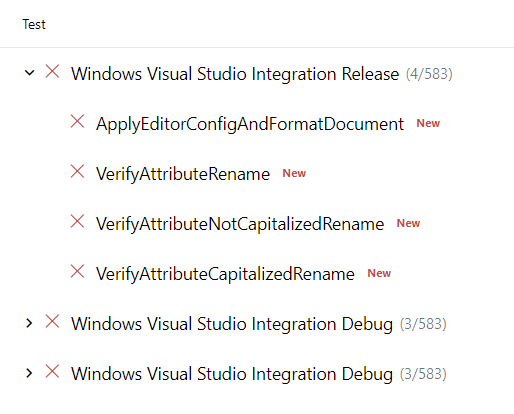 Test
Windows Visual Studio Integration Release (4/583)
ApplyEditorConfigAndFormatDocument New
VerifyAttributeRename New
VerifyAttributeNotCapitalizedRename New
VerifyAttributeCapitalizedRename New
Windows Visual Studio Integration Debug (3/583)
Windows Visual Studio Integration Debug (3/583)